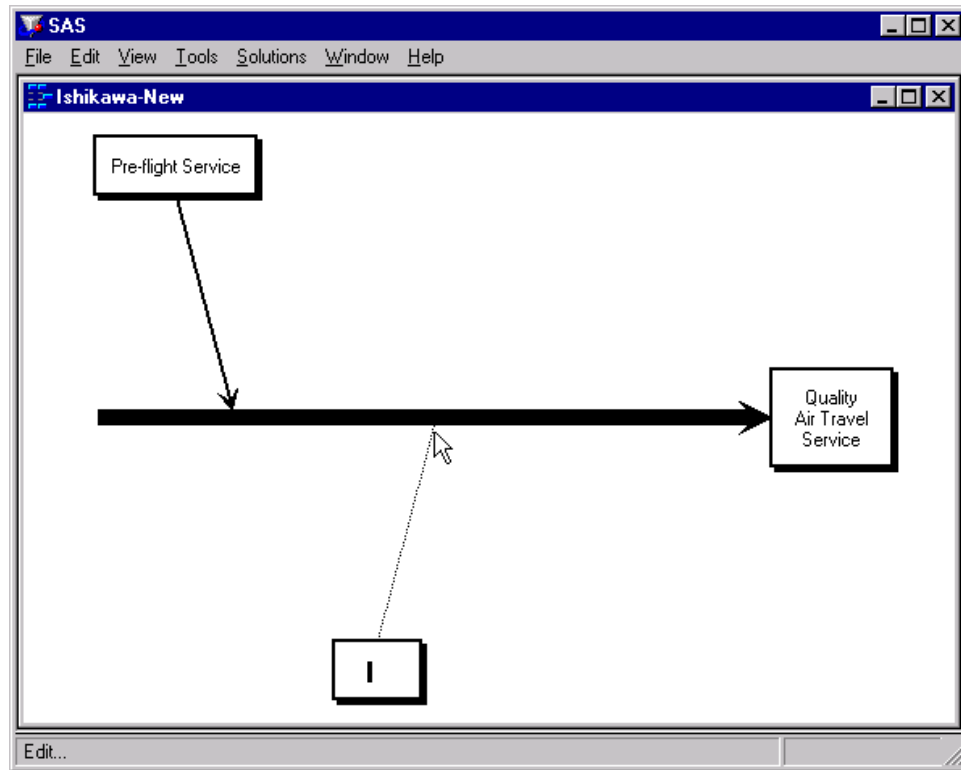 SAS
File Edit View Tools Solutions Window Help
Ishikawa-New
Pre-flight Service
Quality
Air Travel
Service
Edit...